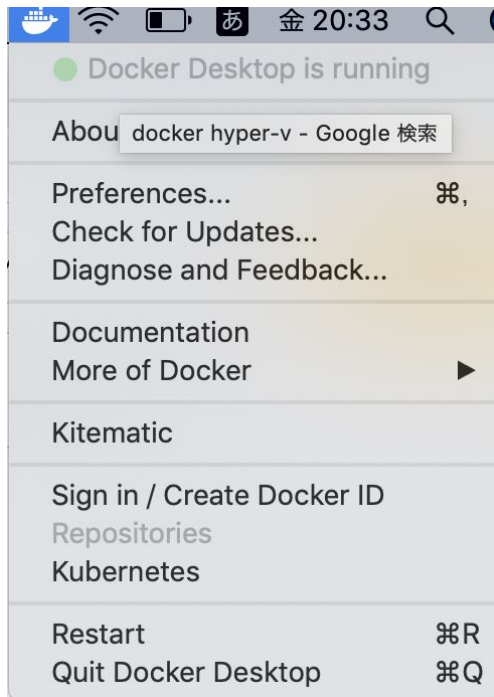 あ 金 20:33
Docker Desktop is running
Abou
docker hyper-v - Google 検索
Preferences... ⌘,
Check for Updates...
Diagnose and Feedback...
Documentation
More of Docker ▶
Kitematic
Sign in / Create Docker ID
Repositories
Kubernetes
Restart ⌘R
Quit Docker Desktop ⌘Q